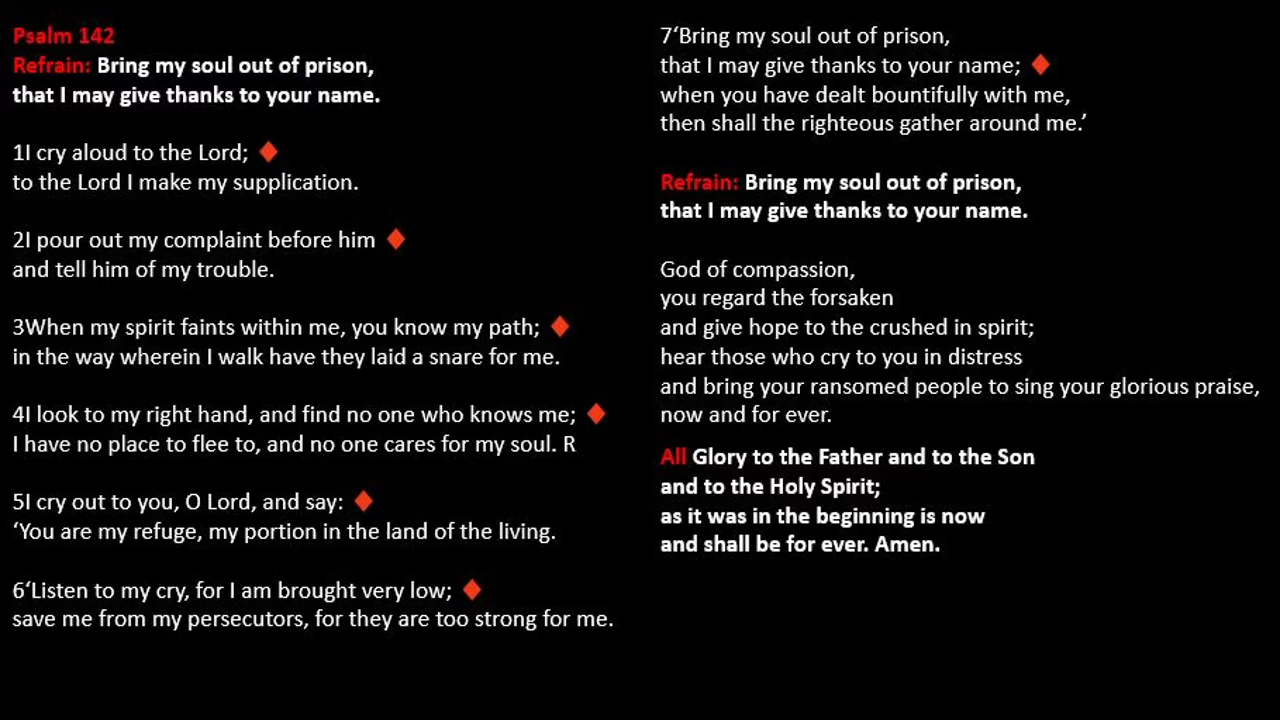 Psalm 142
Refrain: Bring my soul out of prison,
that I may give thanks to your name.
1I cry aloud to the Lord; ♦
to the Lord I make my supplication.
2I pour out my complaint before him ♦
and tell him of my trouble.
3When my spirit faints within me, you know my path; ♦
in the way wherein I walk have they laid a snare for me.
4I look to my right hand, and find no one who knows me; ♦
I have no place to flee to, and no one cares for my soul. R
5I cry out to you, O Lord, and say: ♦
‘You are my refuge, my portion in the land of the living.
6‘Listen to my cry, for I am brought very low; ♦
save me from my persecutors, for they are too strong for me.
7‘Bring my soul out of prison,
that I may give thanks to your name; ♦
when you have dealt bountifully with me,
then shall the righteous gather around me.’
Refrain: Bring my soul out of prison,
that I may give thanks to your name.
God of compassion,
you regard the forsaken
and give hope to the crushed in spirit;
hear those who cry to you in distress
and bring your ransomed people to sing your glorious praise,
now and for ever.
All Glory to the Father and to the Son
and to the Holy Spirit;
as it was in the beginning is now
and shall be for ever. Amen.